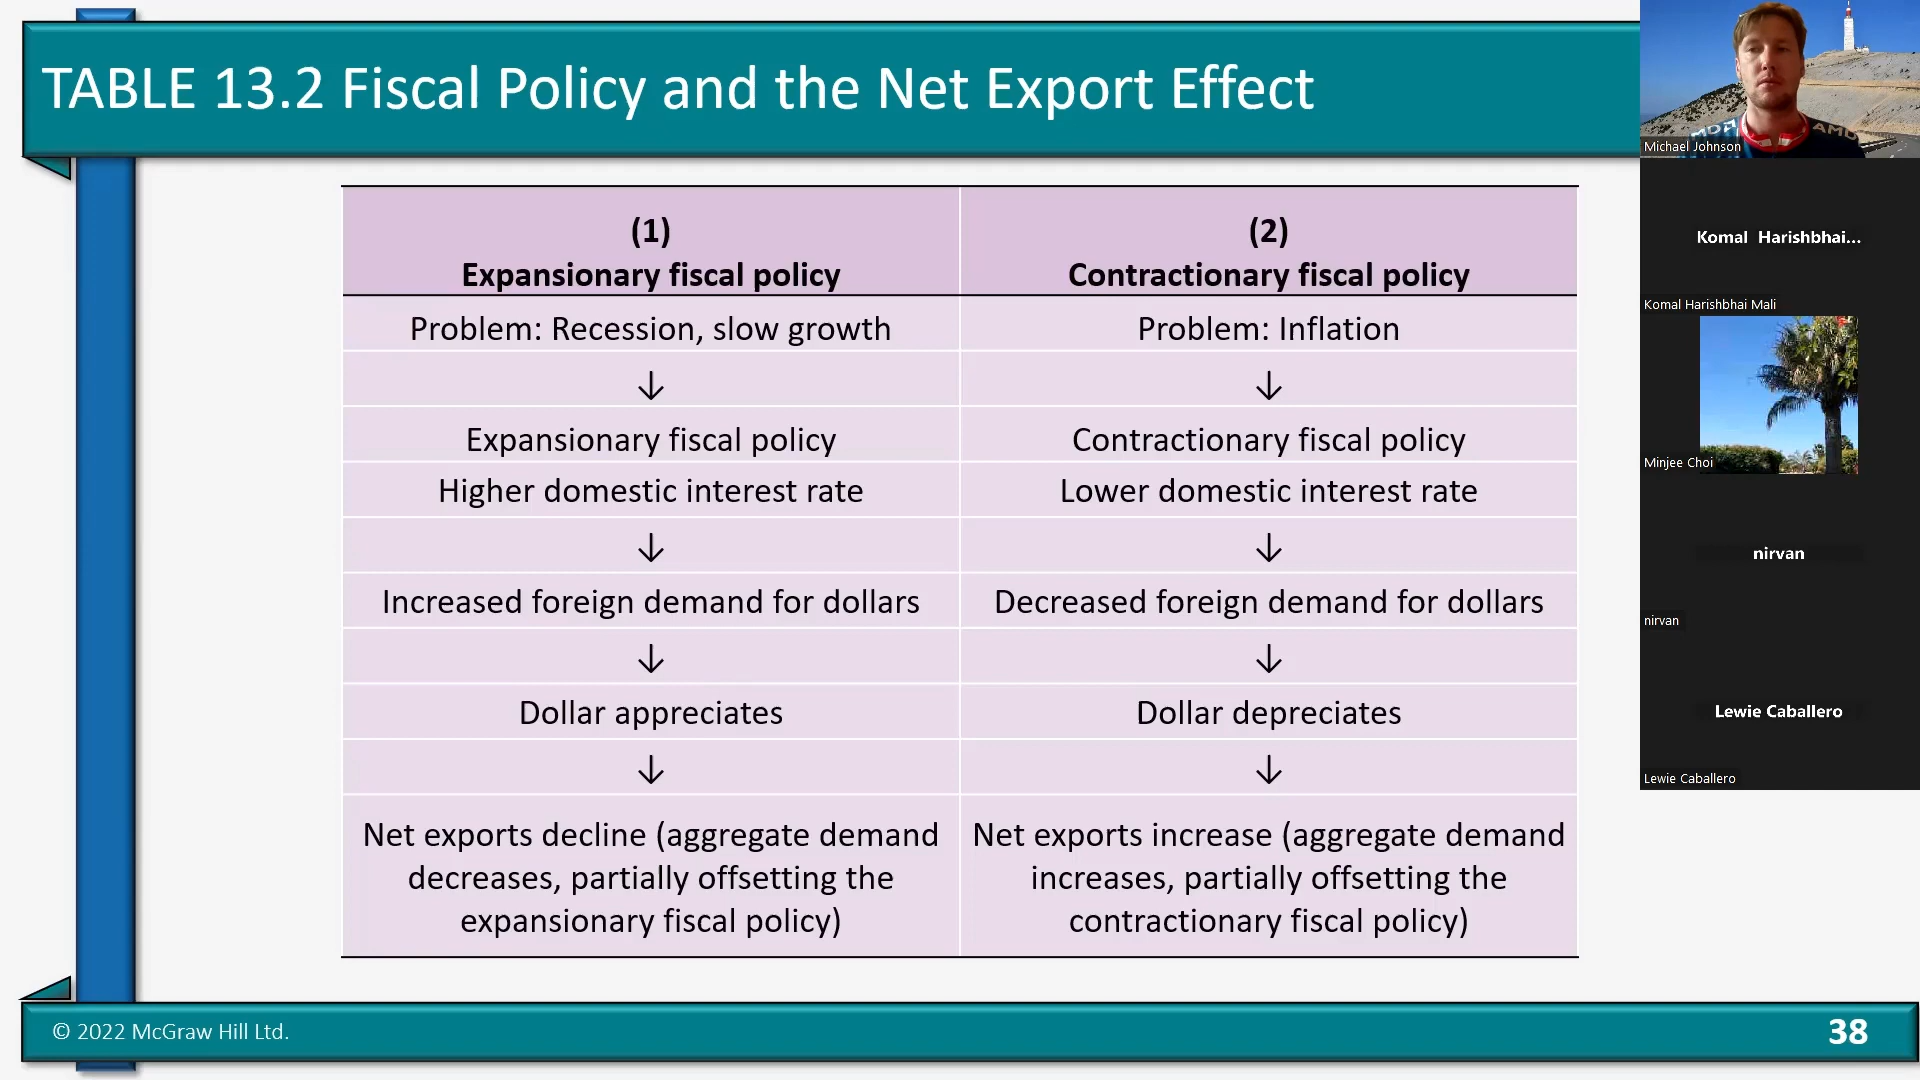 TABLE 13.2 Fiscal Policy and the Net Export Effect
(1)
Expansionary fiscal policy
(2)
Contractionary fiscal policy
Problem: Recession, slow growth
Problem: Inflation
↓
↓
Expansionary fiscal policy
Contractionary fiscal policy
Higher domestic interest rate
Lower domestic interest rate
↓
↓
Increased foreign demand for dollars
Decreased foreign demand for dollars
↓
↓
Dollar appreciates
Dollar depreciates
↓
↓
Net exports decline (aggregate demand
decreases, partially offsetting the
expansionary fiscal policy)
Net exports increase (aggregate demand
increases, partially offsetting the
contractionary fiscal policy)
© 2022 McGraw Hill Ltd.
38
Michael Johnson
Komal Harishbhai...
Komal Harishbhai Mali
Minjee Choi
nirvan
nirvan
Lewie Caballero
Lewie Caballero